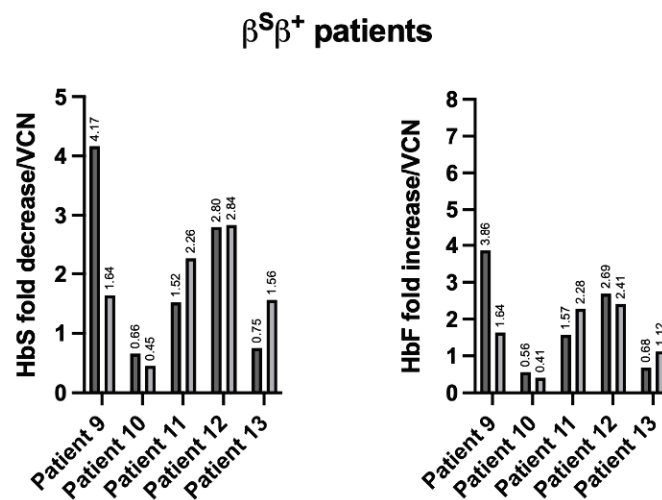 βSβ+ patients
HbS fold decrease/VCN
5
4
3
2
1
0
4.17
1.64
0.66
0.45
1.52
2.26
2.80
2.84
0.75
1.56
Patient 9
Patient 10
Patient 11
Patient 12
Patient 13
HbF fold increase/VCN
8
7
6
5
4
3
2
1
0
3.86
1.64
0.56
0.41
1.57
2.28
2.69
2.41
0.68
1.12
Patient 9
Patient 10
Patient 11
Patient 12
Patient 13